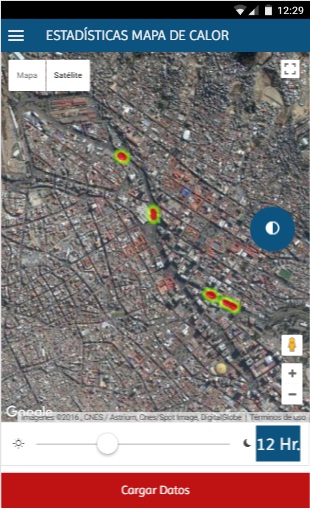 12:29
ESTADÍSTICAS MAPA DE CALOR
Mapa Satélite
Google
Imágenes ©2016 , CNES / Astrium, Cnes/Spot Image, DigitalGlobe Términos de uso
12 Hr.
Cargar Datos